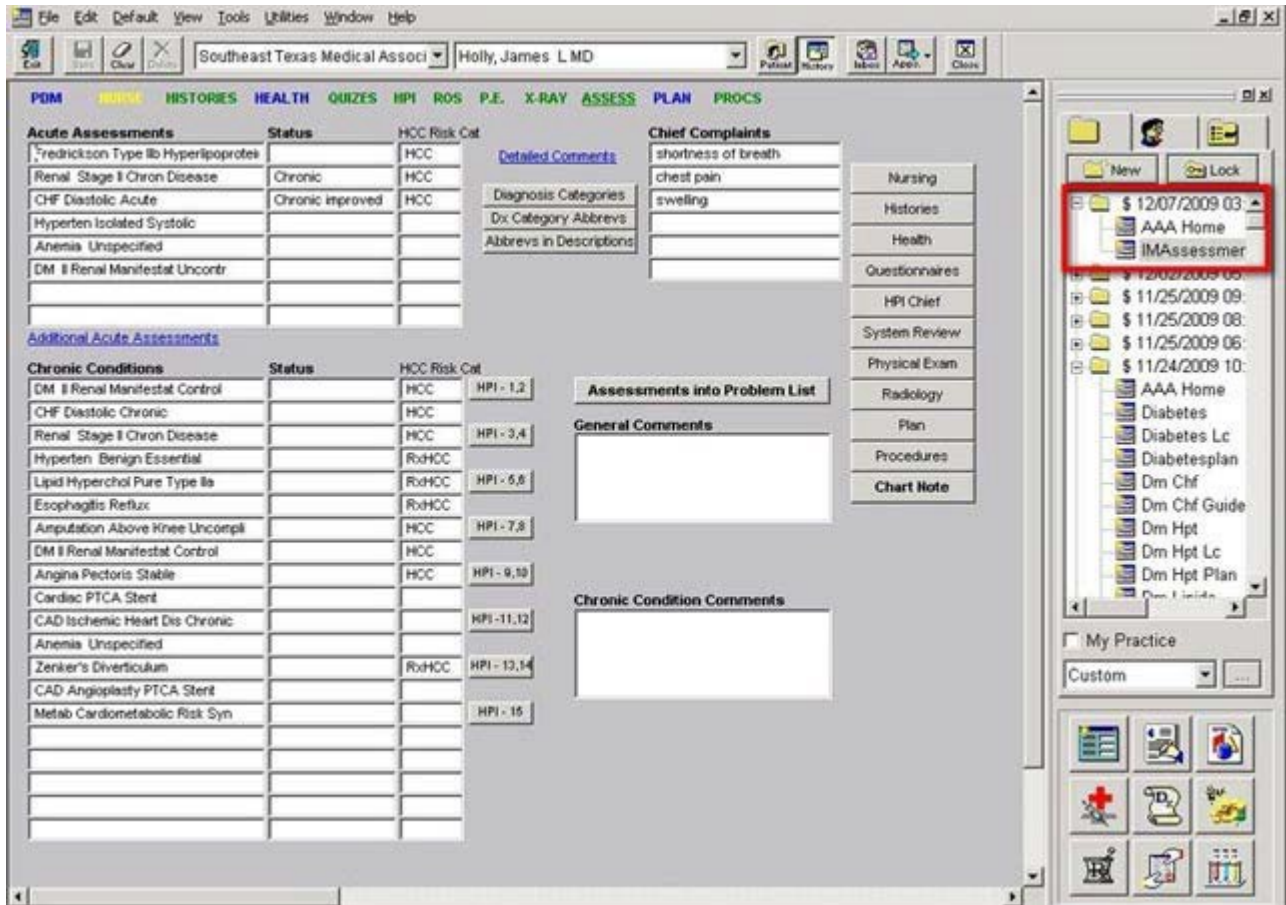 File Edit Default View Tools Utilities Window Help
Exit Save Clear Delete Southeast Texas Medical Associ Holly, James L MD Patient History Inbox Appn. Close
PDM NURSE HISTORIES HEALTH QUIZES HPI ROS P.E. X-RAY ASSESS PLAN PROCS
Acute Assessments Status HCC Risk Cat Chief Complaints
Fredrickson Type IIb Hyperlipoprotei HCC Detailed Comments shortness of breath
Renal Stage II Chron Disease Chronic HCC chest pain
CHF Diastolic Acute Chronic improved HCC Diagnosis Categories swelling
Hyperten Isolated Systolic Dx Category Abbrevs
Anemia Unspecified Abbrevs in Descriptions
DM II Renal Manifestat Uncontr
Additional Acute Assessments
Chronic Conditions Status HCC Risk Cat
DM II Renal Manifestat Control HCC HPI - 1,2 Assessments into Problem List
CHF Diastolic Chronic HCC
Renal Stage II Chron Disease HCC HPI - 3,4 General Comments
Hyperten Benign Essential RxHCC
Lipid Hyperchol Pure Type IIa RxHCC HPI - 5,6
Esophagitis Reflux RxHCC
Amputation Above Knee Uncompli HCC HPI - 7,8
DM II Renal Manifestat Control HCC
Angina Pectoris Stable HCC HPI - 9,10
Cardiac PTCA Stent Chronic Condition Comments
CAD Ischemic Heart Dis Chronic HPI -11,12
Anemia Unspecified
Zenker's Diverticulum RxHCC HPI - 13,14
CAD Angioplasty PTCA Stent
Metab Cardiometabolic Risk Syn HPI - 15
Nursing
Histories
Health
Questionnaires
HPI Chief
System Review
Physical Exam
Radiology
Plan
Procedures
Chart Note
New Lock
$ 12/07/2009 03:
AAA Home
IMAssessmer
$ 12/02/2009 05:
$ 11/25/2009 09:
$ 11/25/2009 08:
$ 11/25/2009 06:
$ 11/24/2009 10:
AAA Home
Diabetes
Diabetes Lc
Diabetesplan
Dm Chf
Dm Chf Guide
Dm Hpt
Dm Hpt Lc
Dm Hpt Plan
Dm Lipids
My Practice
Custom ...